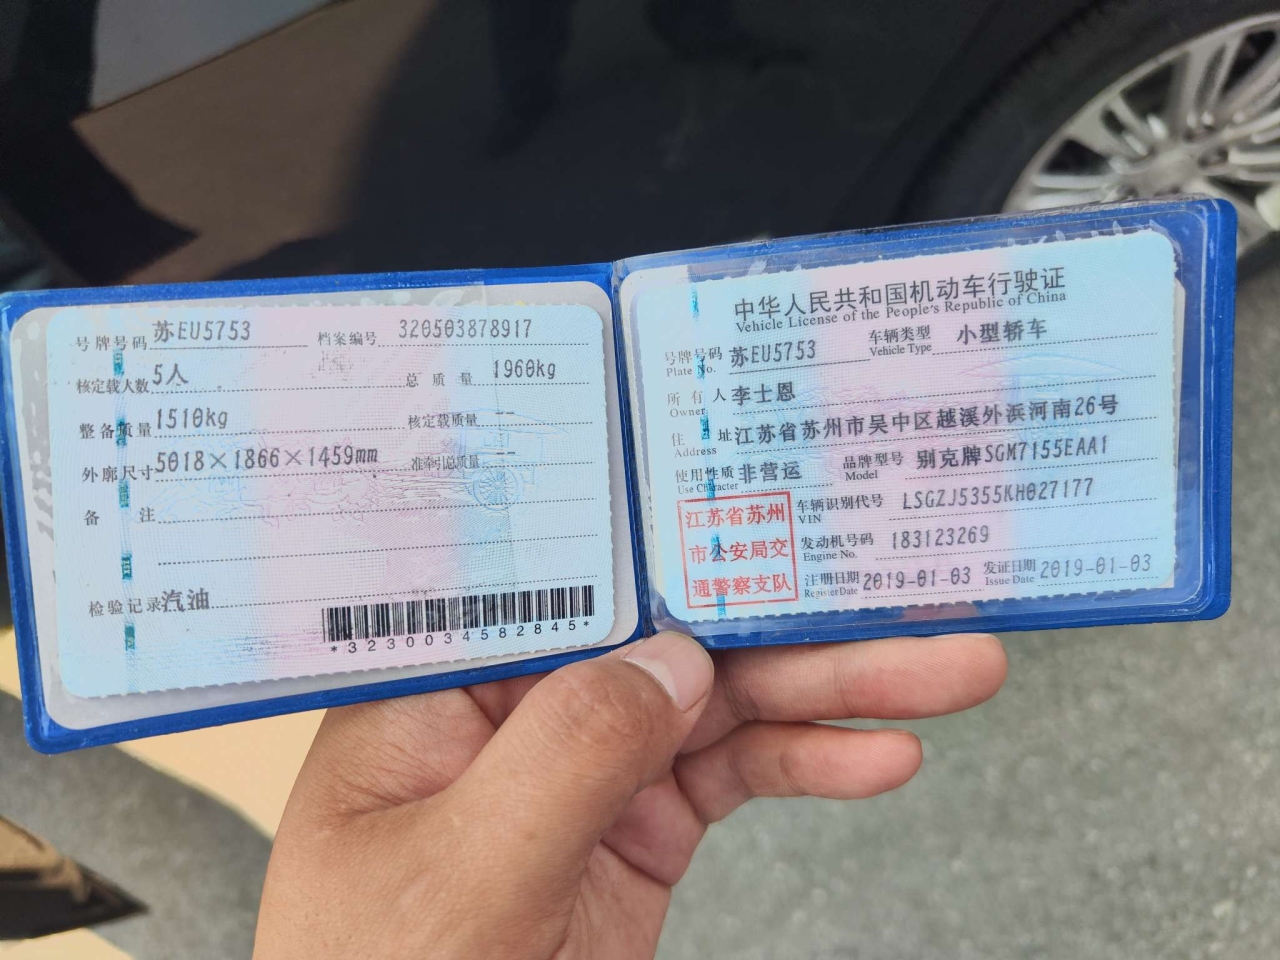 号牌号码 苏EU5753 档案编号 320503878917
核定载人数 5人 总质量 1960kg
整备质量 1510kg 核定载质量 --
外廓尺寸 5018×1866×1459mm 准牵引总质量 --
备注
检验记录 汽油
*3230034582845*
中华人民共和国机动车行驶证
Vehicle License of the People's Republic of China
号牌号码 苏EU5753 车辆类型 小型轿车
Plate No. Vehicle Type
所有人 李士恩
Owner
住址 江苏省苏州市吴中区越溪外浜河南26号
Address
使用性质 非营运 品牌型号 别克牌SGM7155EAA1
Use Character Model
江苏省苏州
市公安局交
通警察支队
车辆识别代号 LSGZJ5355KH027177
VIN
发动机号码 183123269
Engine No.
注册日期 2019-01-03 发证日期 2019-01-03
Register Date Issue Date